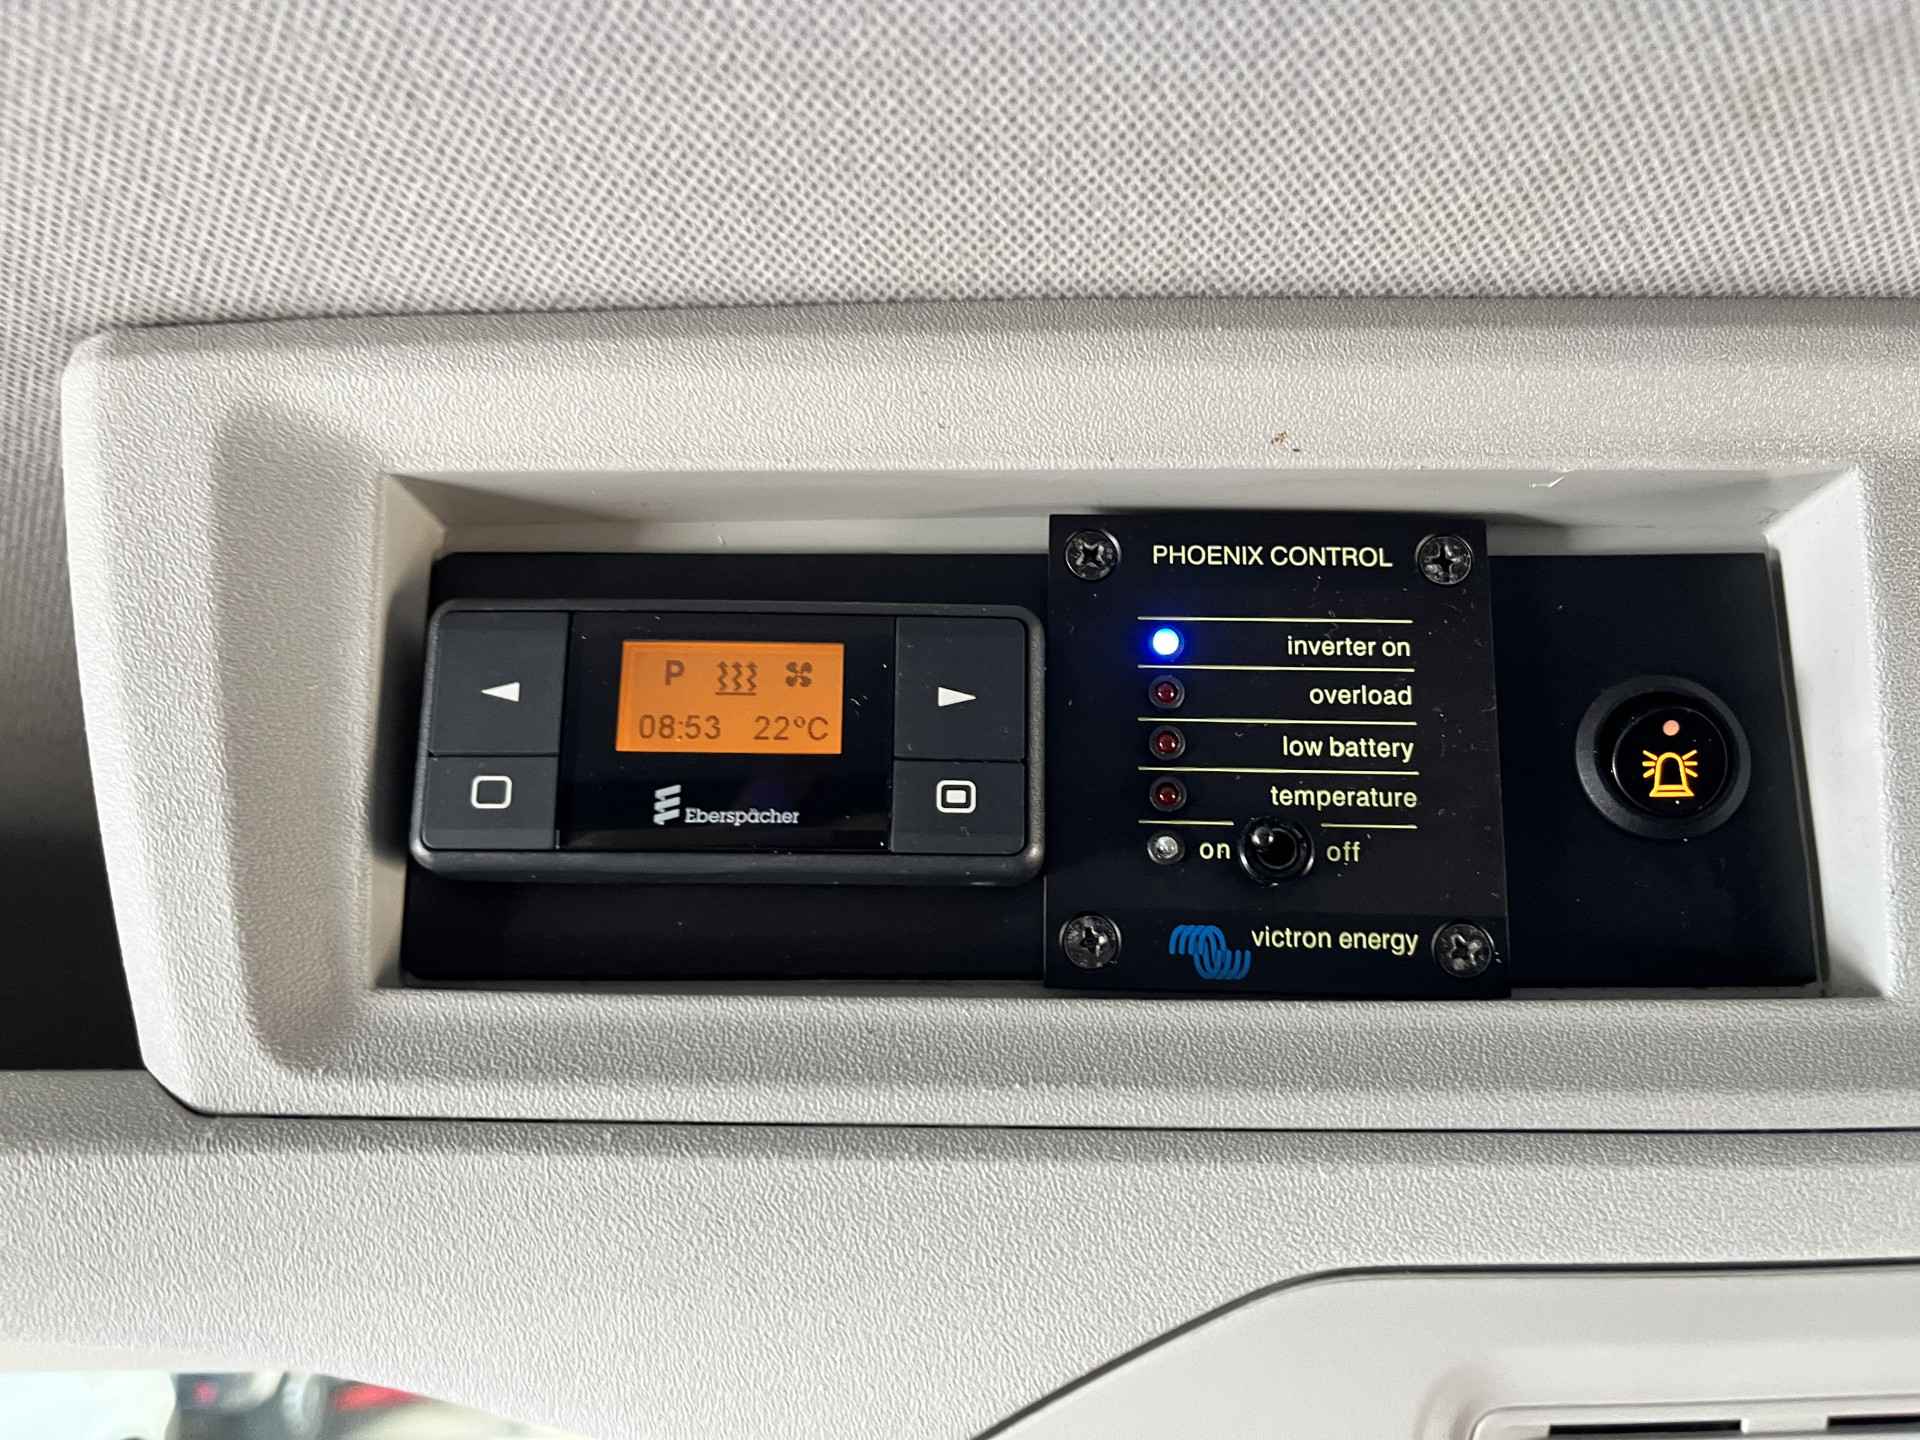 P
08:53 22°C
Eberspächer
PHOENIX CONTROL
inverter on
overload
low battery
temperature
on off
victron energy